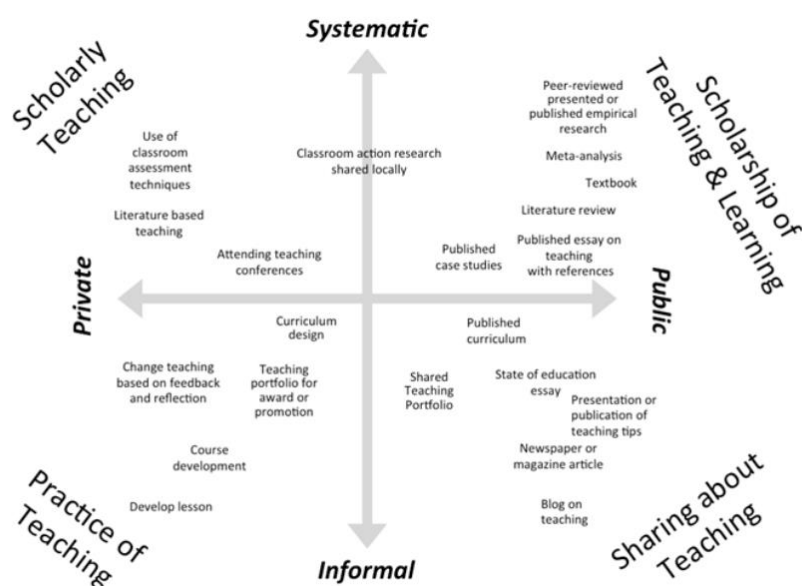 Systematic
Scholarly
Teaching
Scholarship of
Teaching & Learning
Peer-reviewed
presented or
published empirical
research
Use of
classroom
assessment
techniques
Classroom action research
shared locally
Meta-analysis
Textbook
Literature based
teaching
Literature review
Attending teaching
conferences
Published
case studies
Published essay on
teaching
with references
Private
Public
Curriculum
design
Published
curriculum
Change teaching
based on feedback
and reflection
Teaching
portfolio for
award or
promotion
Shared
Teaching
Portfolio
State of education
essay
Presentation or
publication of
teaching tips
Course
development
Newspaper or
magazine article
Develop lesson
Blog on
teaching
Practice of
Teaching
Sharing about
Teaching
Informal